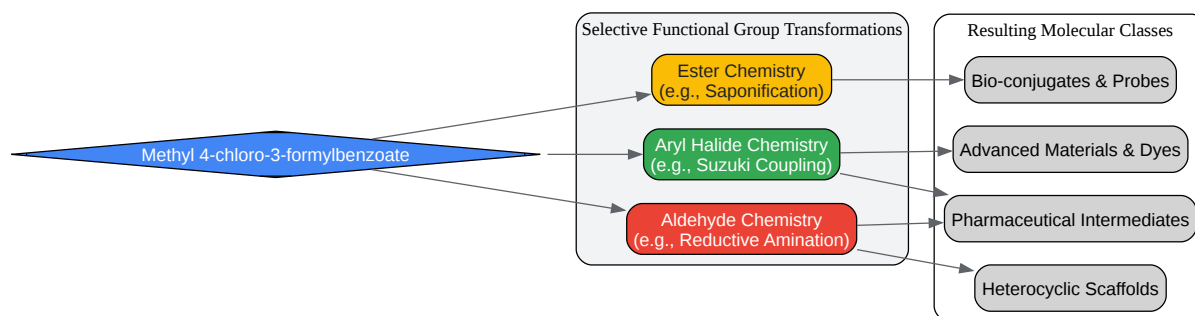 Selective Functional Group Transformations
Resulting Molecular Classes
Methyl 4-chloro-3-formylbenzoate
Ester Chemistry
(e.g., Saponification)
Aryl Halide Chemistry
(e.g., Suzuki Coupling)
Aldehyde Chemistry
(e.g., Reductive Amination)
Bio-conjugates & Probes
Advanced Materials & Dyes
Pharmaceutical Intermediates
Heterocyclic Scaffolds